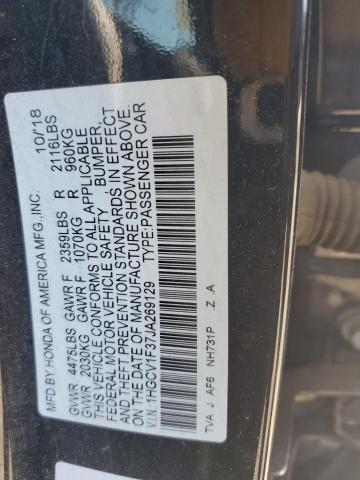 MFD. BY HONDA OF AMERICA MFG.,INC. 10/18
GVWR 4475LBS GAWR F 2359LBS R 2116LBS
GVWR 2030KG GAWR F 1070KG R 960KG
THIS VEHICLE CONFORMS TO ALL APPLICABLE
FEDERAL MOTOR VEHICLE SAFETY , BUMPER,
AND THEFT PREVENTION STANDARDS IN EFFECT
ON THE DATE OF MANUFACTURE SHOWN ABOVE.
V.I.N.:1HGCV1F37JA269129 TYPE:PASSENGER CAR
TVA J AF6 NH731P Z A